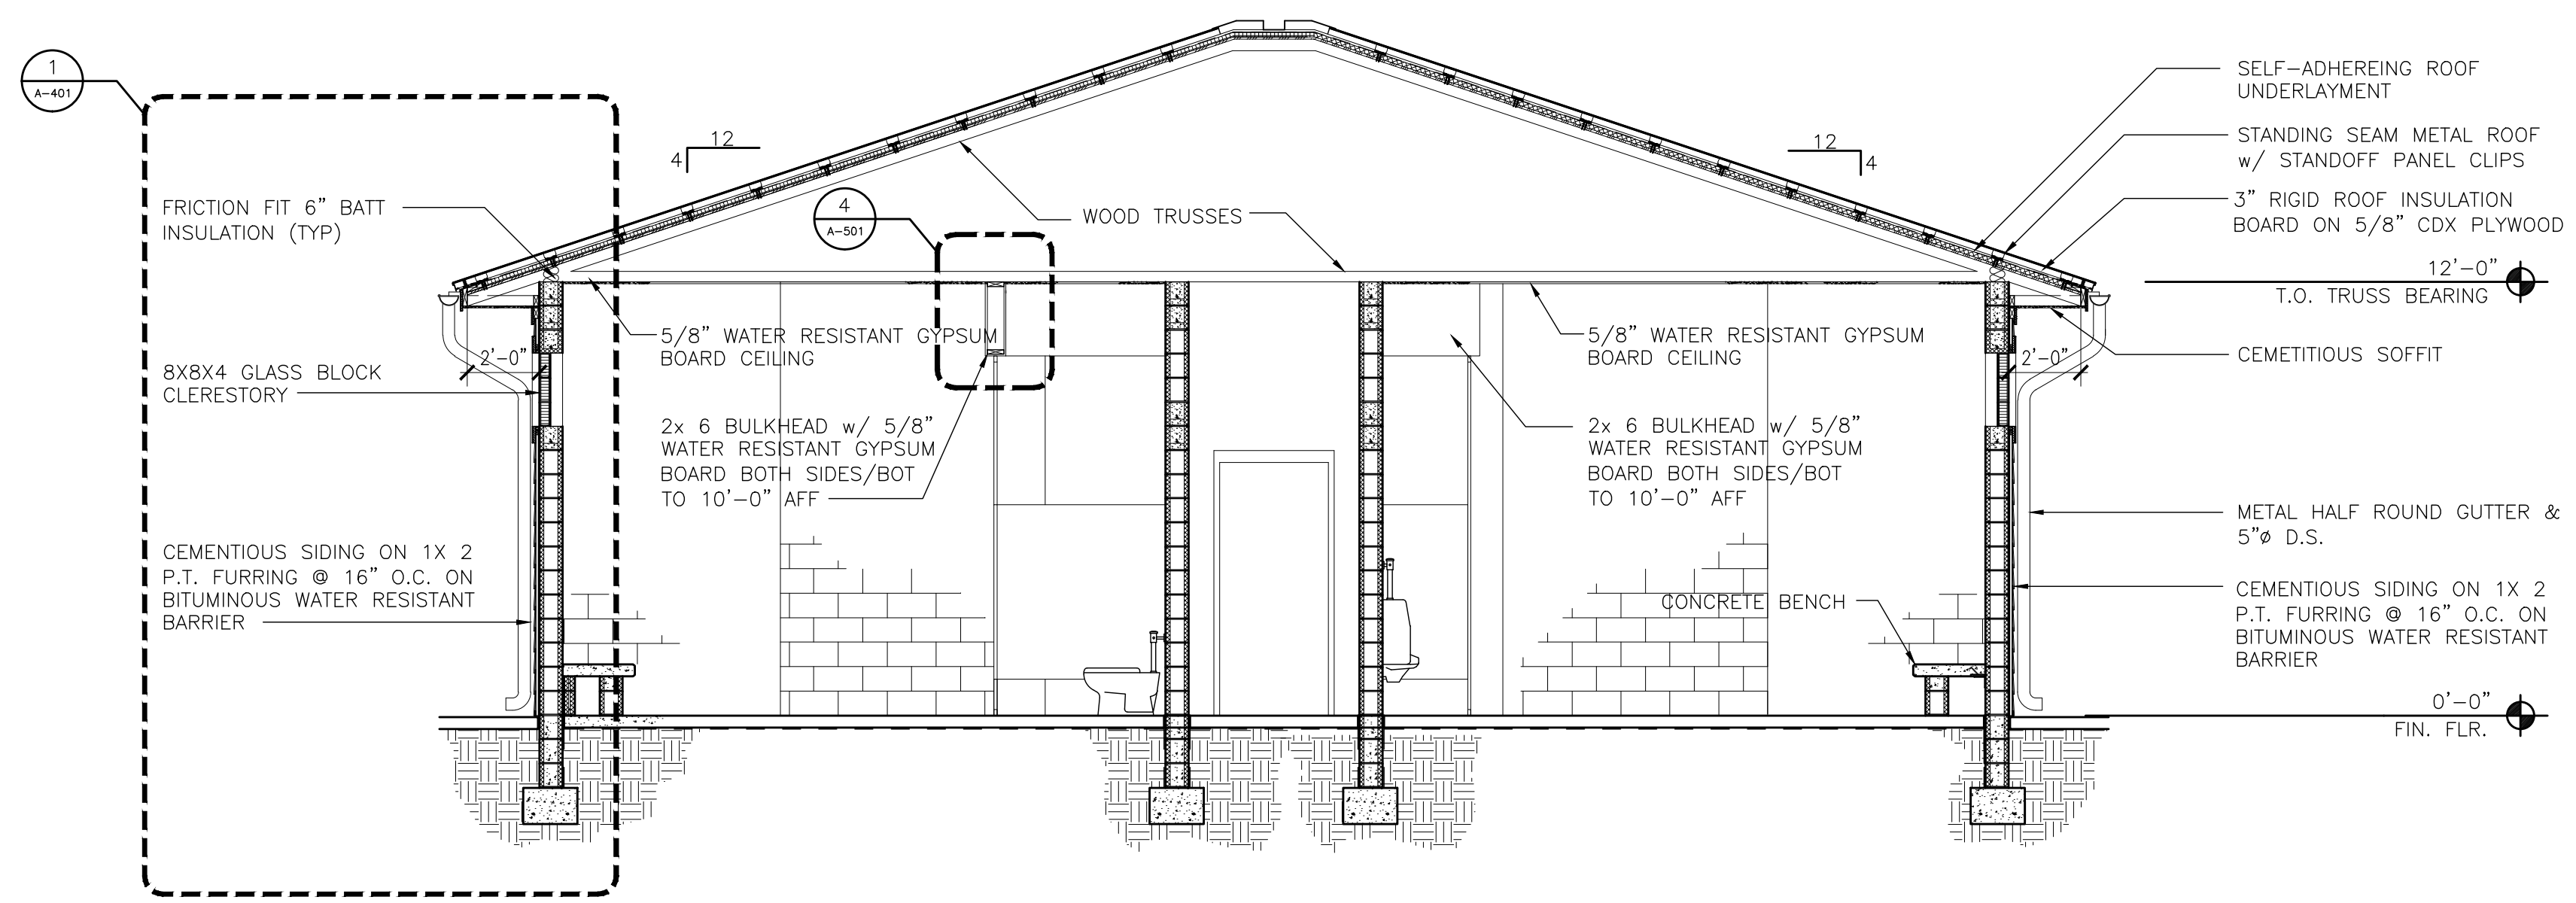 1
A-401
FRICTION FIT 6" BATT
INSULATION (TYP)
8X8X4 GLASS BLOCK
CLERESTORY
CEMENTIOUS SIDING ON 1X 2
P.T. FURRING @ 16" O.C. ON
BITUMINOUS WATER RESISTANT
BARRIER
2'-0"
12
4
4
A-501
WOOD TRUSSES
5/8" WATER RESISTANT GYPSUM
BOARD CEILING
2x 6 BULKHEAD w/ 5/8"
WATER RESISTANT GYPSUM
BOARD BOTH SIDES/BOT
TO 10'-0" AFF
12
4
5/8" WATER RESISTANT GYPSUM
BOARD CEILING
2x 6 BULKHEAD w/ 5/8"
WATER RESISTANT GYPSUM
BOARD BOTH SIDES/BOT
TO 10'-0" AFF
CONCRETE BENCH
2'-0"
SELF-ADHEREING ROOF
UNDERLAYMENT
STANDING SEAM METAL ROOF
w/ STANDOFF PANEL CLIPS
3" RIGID ROOF INSULATION
BOARD ON 5/8" CDX PLYWOOD
12'-0"
T.O. TRUSS BEARING
CEMETITIOUS SOFFIT
METAL HALF ROUND GUTTER &
5"ø D.S.
CEMENTIOUS SIDING ON 1X 2
P.T. FURRING @ 16" O.C. ON
BITUMINOUS WATER RESISTANT
BARRIER
0'-0"
FIN. FLR.